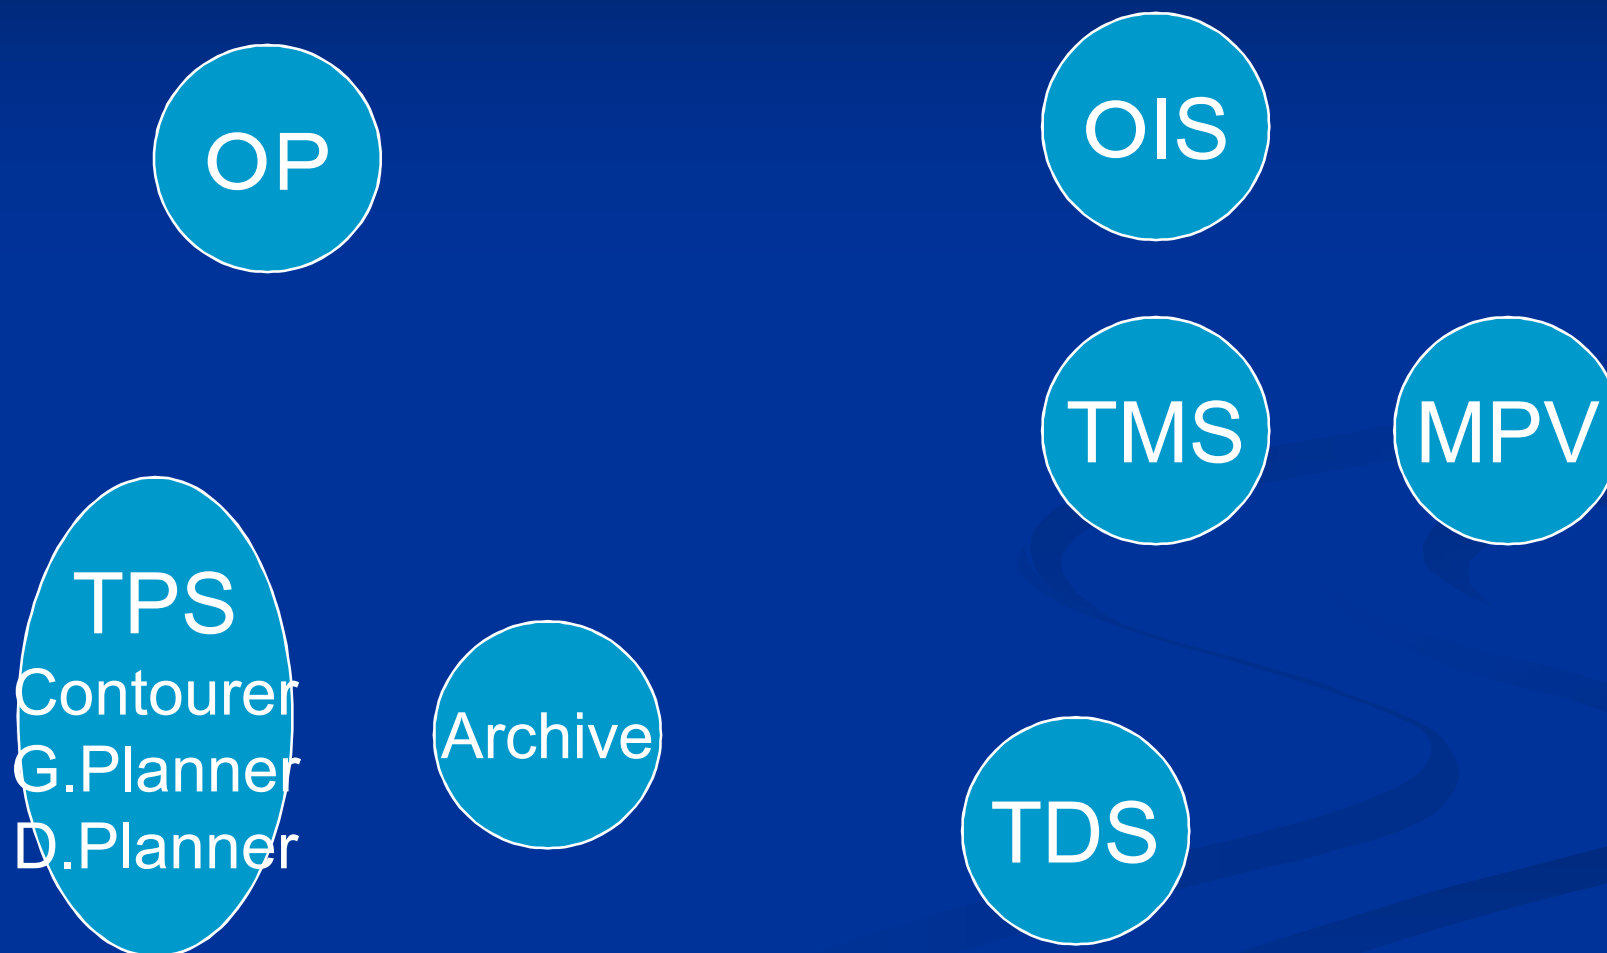 OP
OIS
TMS
MPV
TPS
Contourer
G.Planner
D.Planner
Archive
TDS